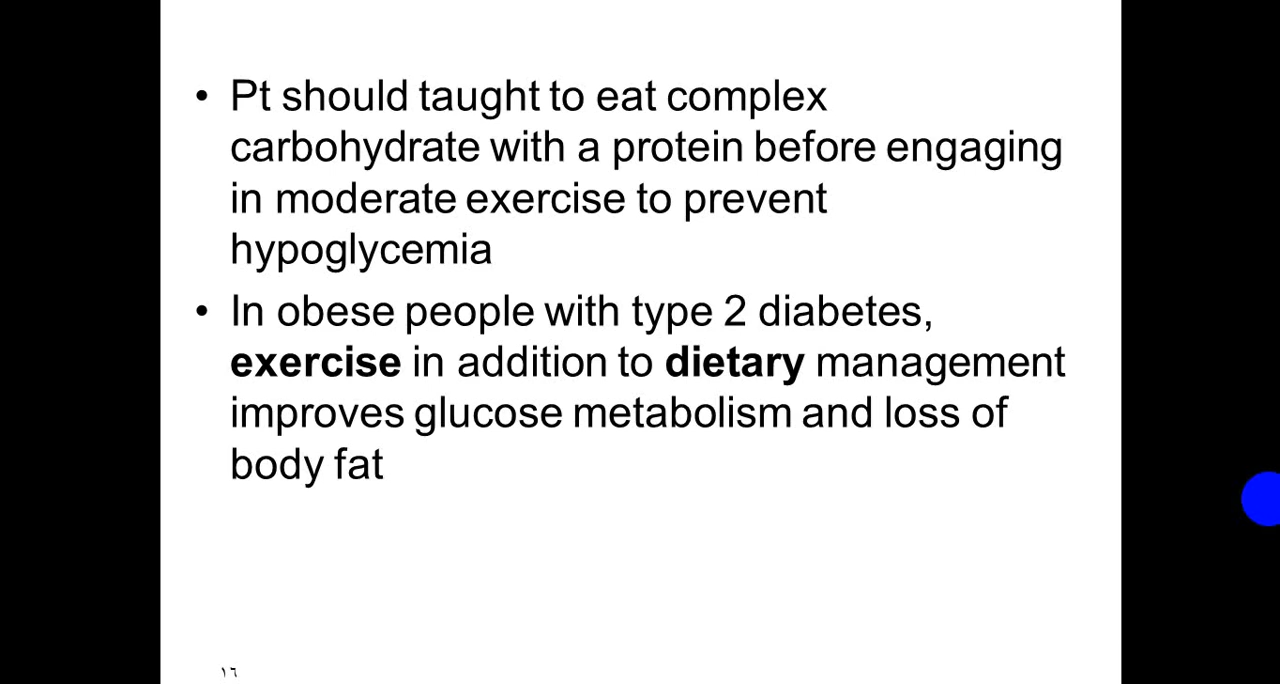 • Pt should taught to eat complex
carbohydrate with a protein before engaging
in moderate exercise to prevent
hypoglycemia
• In obese people with type 2 diabetes,
exercise in addition to dietary management
improves glucose metabolism and loss of
body fat
١٦